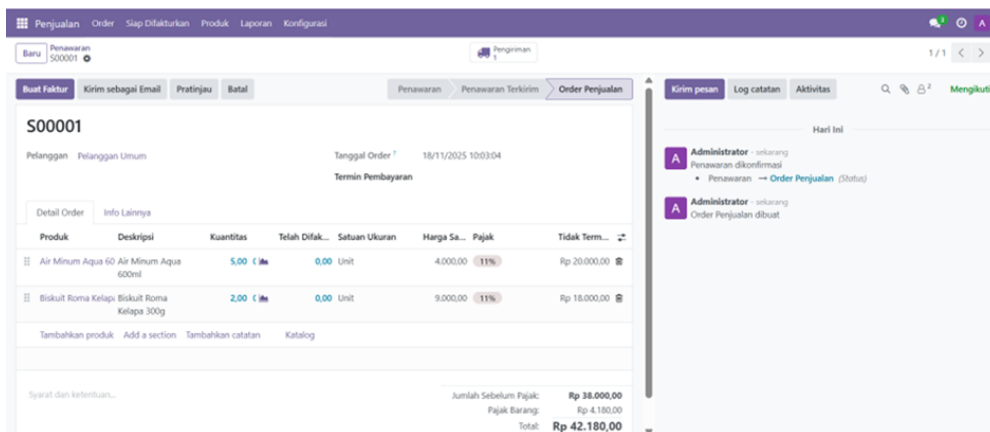 Penjualan Order Siap Difakturkan Produk Laporan Konfigurasi
3
A
Baru
Penawaran
S00001
Pengiriman
1
1 / 1
Buat Faktur Kirim sebagai Email Pratinjau Batal
Penawaran Penawaran Terkirim Order Penjualan
Kirim pesan Log catatan Aktivitas
2
Mengikuti
S00001
Pelanggan Pelanggan Umum
Tanggal Order ? 18/11/2025 10:03:04
Termin Pembayaran
Detail Order Info Lainnya
Produk Deskripsi Kuantitas Telah Difak... Satuan Ukuran Harga Sa... Pajak Tidak Term...
Air Minum Aqua 60 Air Minum Aqua 5,00 0,00 Unit 4.000,00 11% Rp 20.000,00
600ml
Biskuit Roma Kelapa Biskuit Roma 2,00 0,00 Unit 9.000,00 11% Rp 18.000,00
Kelapa 300g
Tambahkan produk Add a section Tambahkan catatan Katalog
Syarat dan ketentuan...
Jumlah Sebelum Pajak: Rp 38.000,00
Pajak Barang: Rp 4.180,00
Total: Rp 42.180,00
Hari Ini
A
Administrator - sekarang
Penawaran dikonfirmasi
• Penawaran → Order Penjualan (Status)
A
Administrator - sekarang
Order Penjualan dibuat